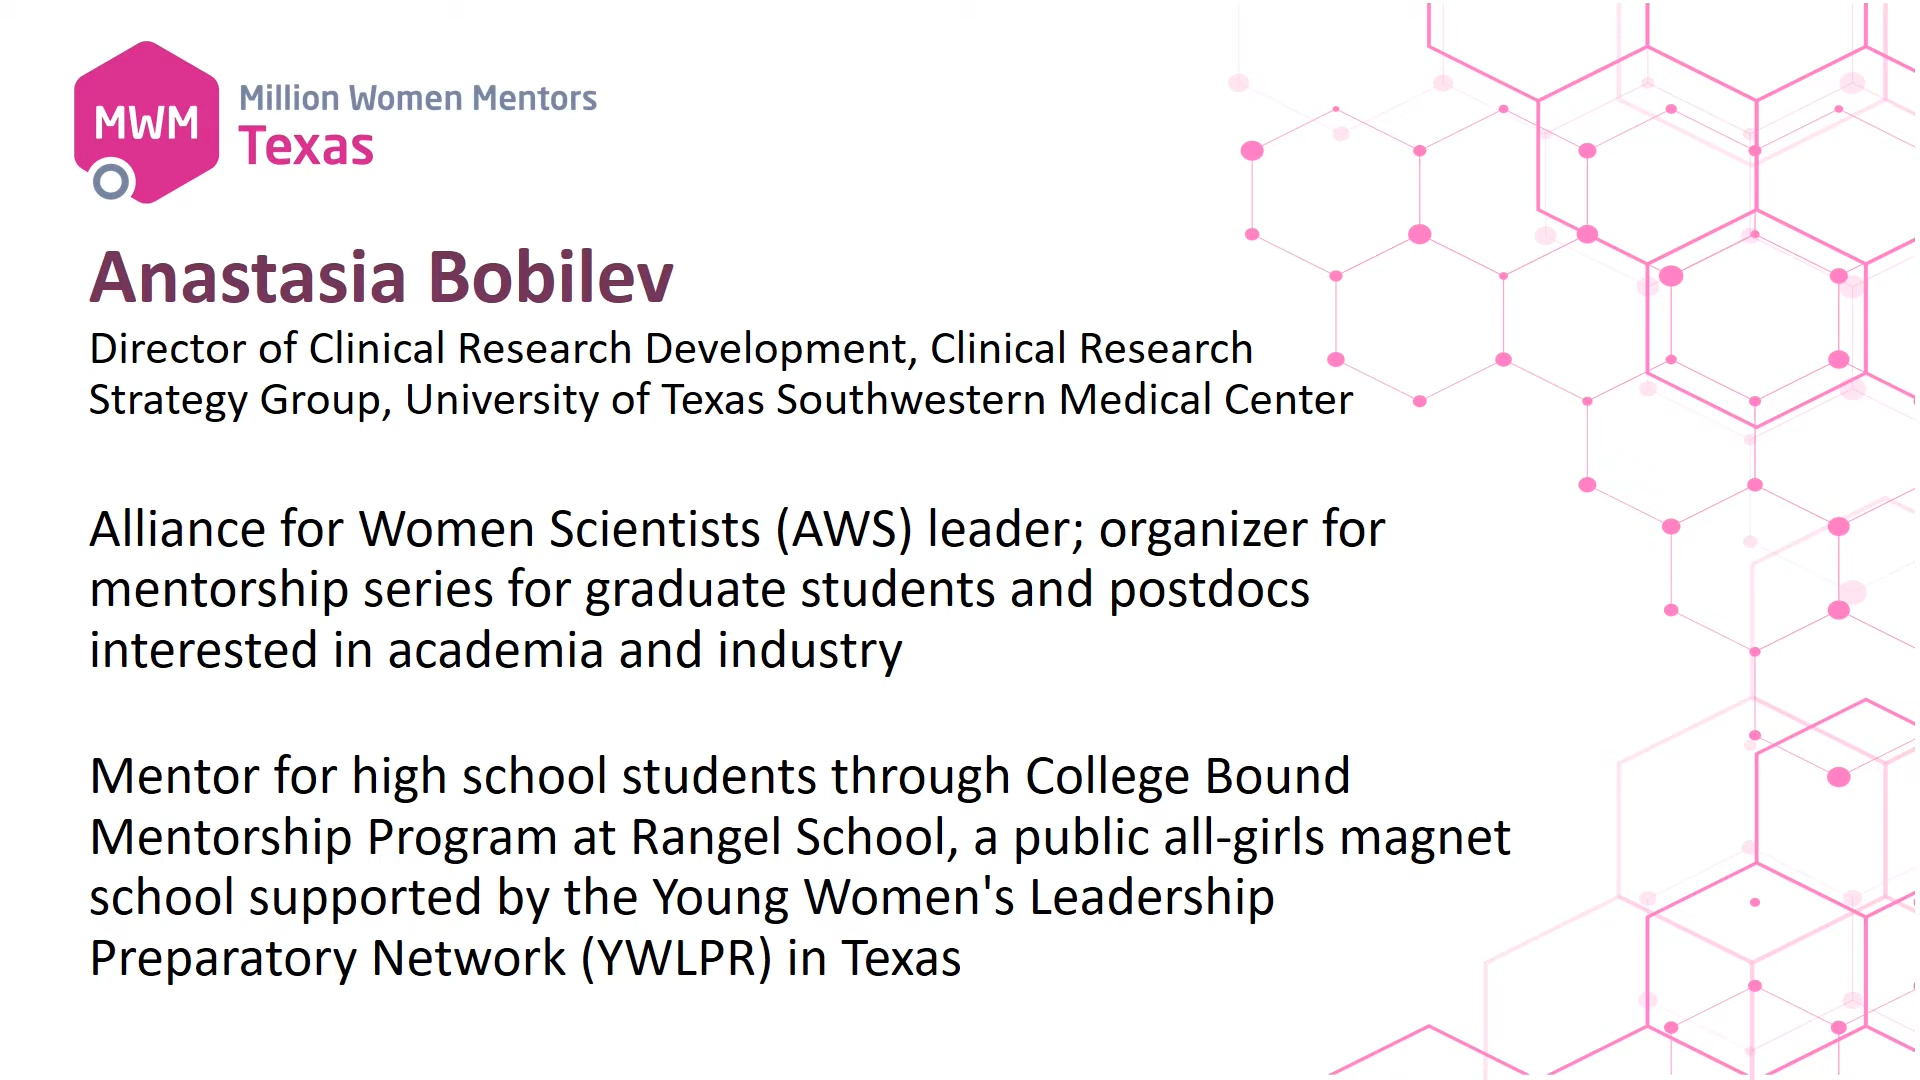 MWM
Million Women Mentors
Texas
Anastasia Bobilev
Director of Clinical Research Development, Clinical Research
Strategy Group, University of Texas Southwestern Medical Center
Alliance for Women Scientists (AWS) leader; organizer for
mentorship series for graduate students and postdocs
interested in academia and industry
Mentor for high school students through College Bound
Mentorship Program at Rangel School, a public all-girls magnet
school supported by the Young Women's Leadership
Preparatory Network (YWLPR) in Texas